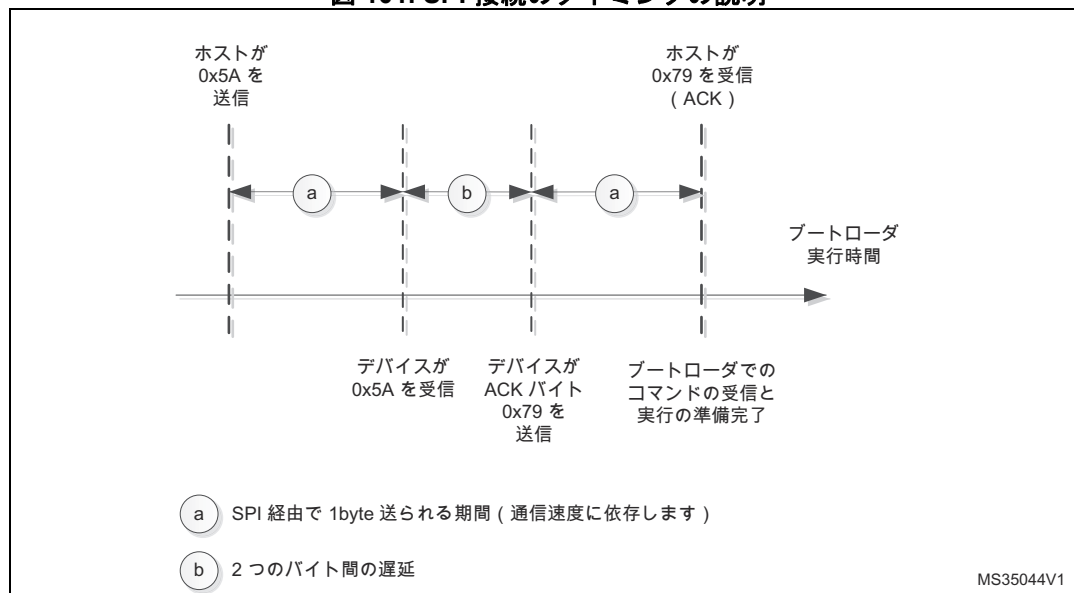 ホストが
0x5A を
送信
ホストが
0x79 を受信
( ACK )
a
b
a
ブートローダ
実行時間
デバイスが
0x5A を受信
デバイスが
ACK バイト
0x79 を
送信
ブートローダでの
コマンドの受信と
実行の準備完了
a SPI 経由で 1byte 送られる期間 ( 通信速度に依存します )
b 2 つのバイト間の遅延
MS35044V1